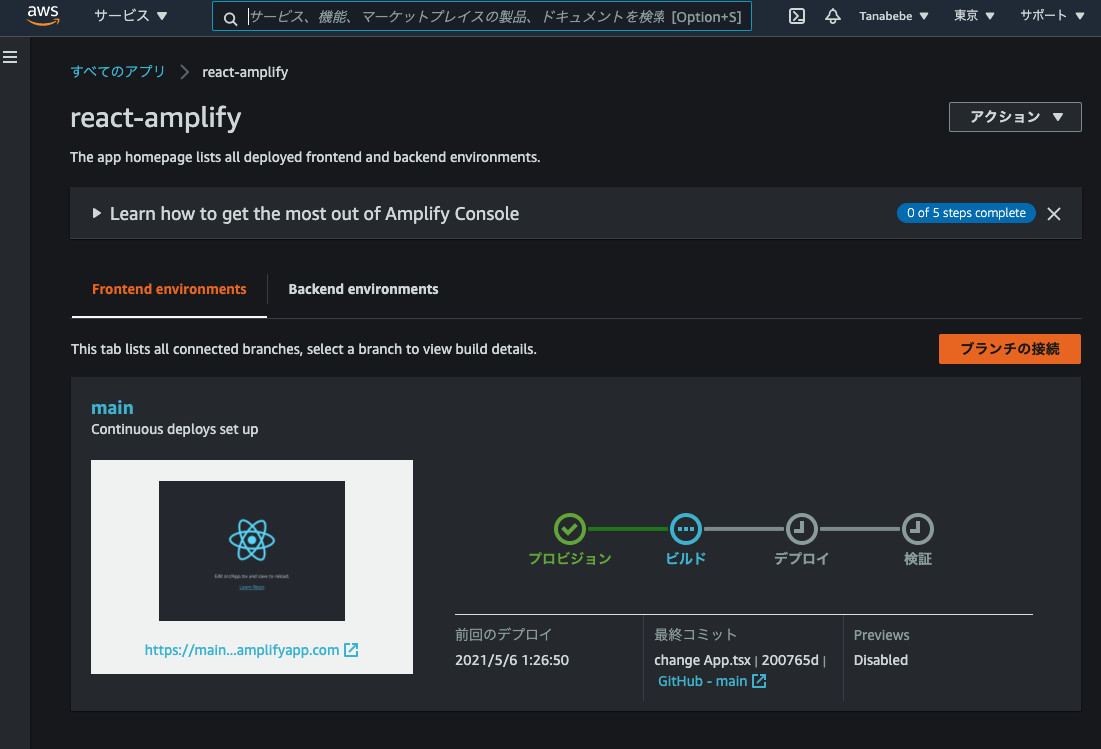 aws サービス ▼ サービス、機能、マーケットプレイスの製品、ドキュメントを検索 [Option+S] Tanabebe ▼ 東京 ▼ サポート ▼
すべてのアプリ > react-amplify
react-amplify アクション ▼
The app homepage lists all deployed frontend and backend environments.
Learn how to get the most out of Amplify Console 0 of 5 steps complete
Frontend environments Backend environments
This tab lists all connected branches, select a branch to view build details. ブランチの接続
main
Continuous deploys set up
Edit src/App.tsx and save to reload.
Learn React
https://main...amplifyapp.com
プロビジョン ビルド デプロイ 検証
前回のデプロイ 最終コミット Previews
2021/5/6 1:26:50 change App.tsx | 200765d | Disabled
GitHub - main